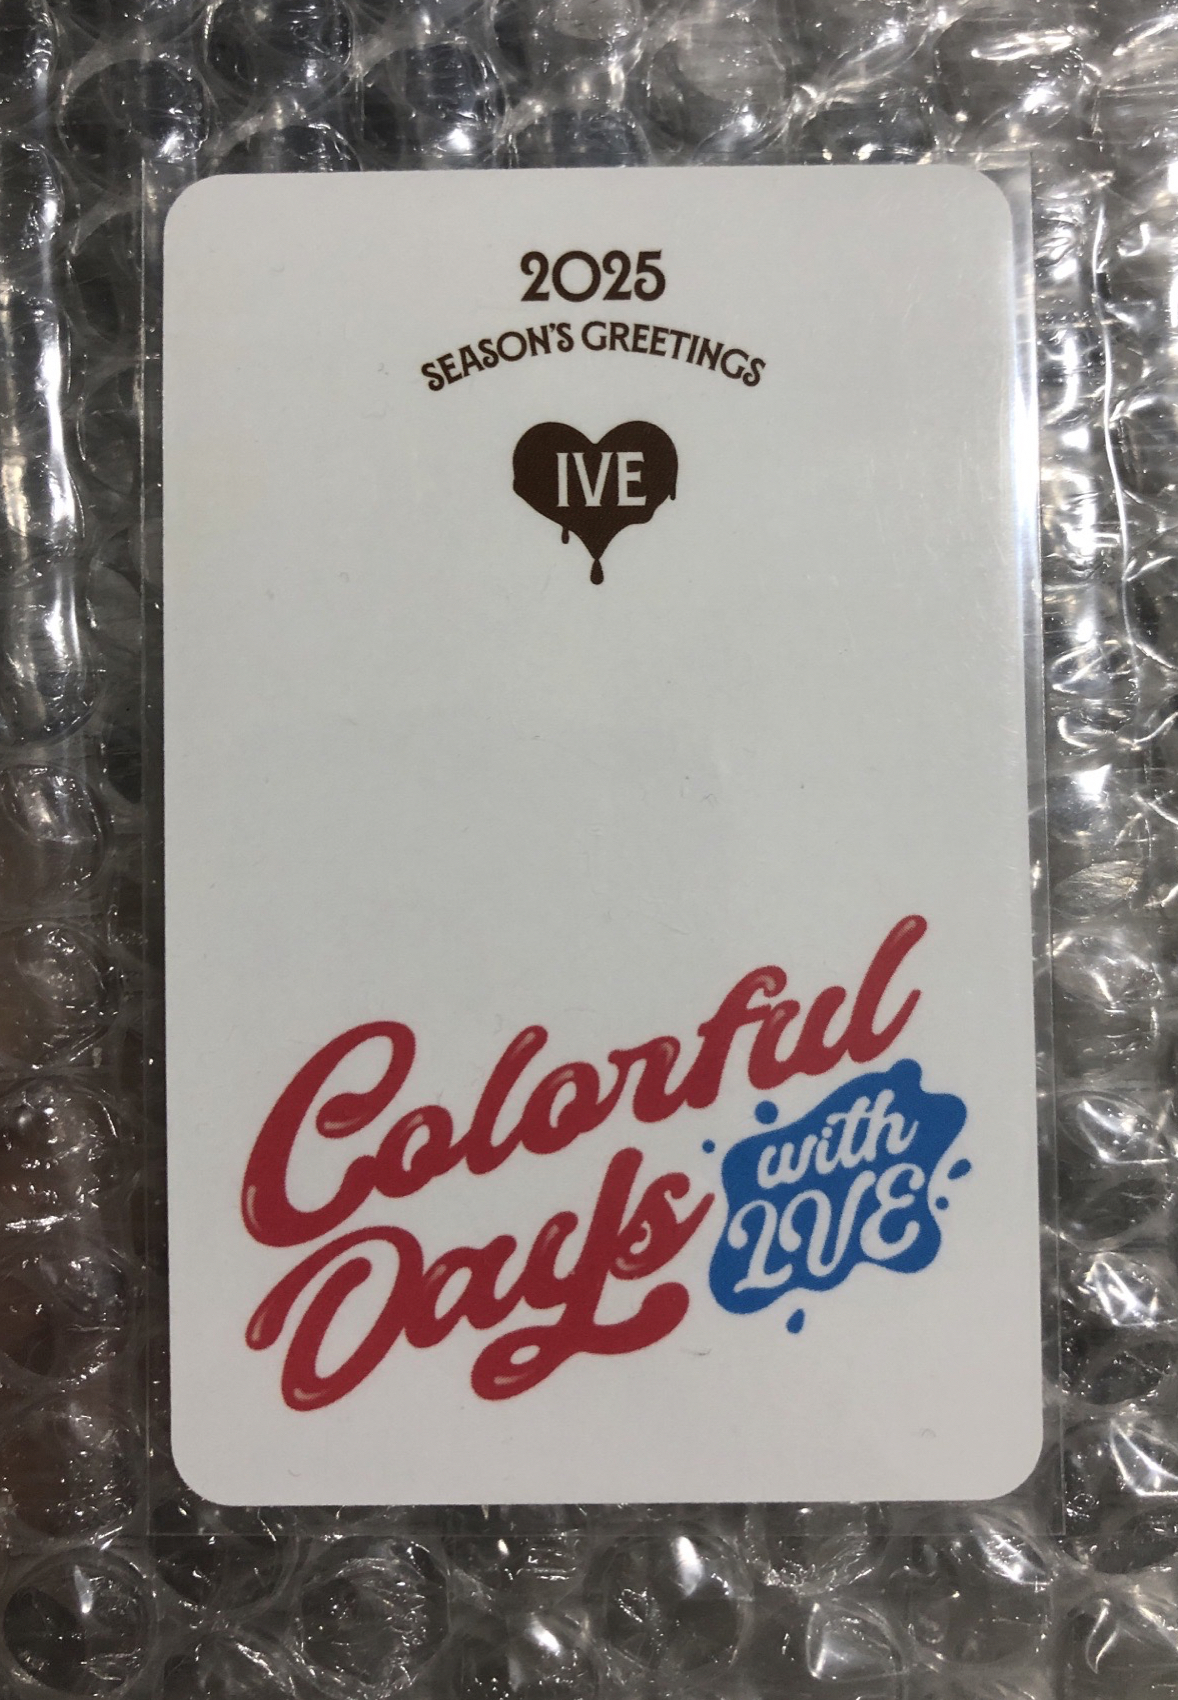 2025
SEASON'S GREETINGS
IVE
Colorful
Days
with
IVE